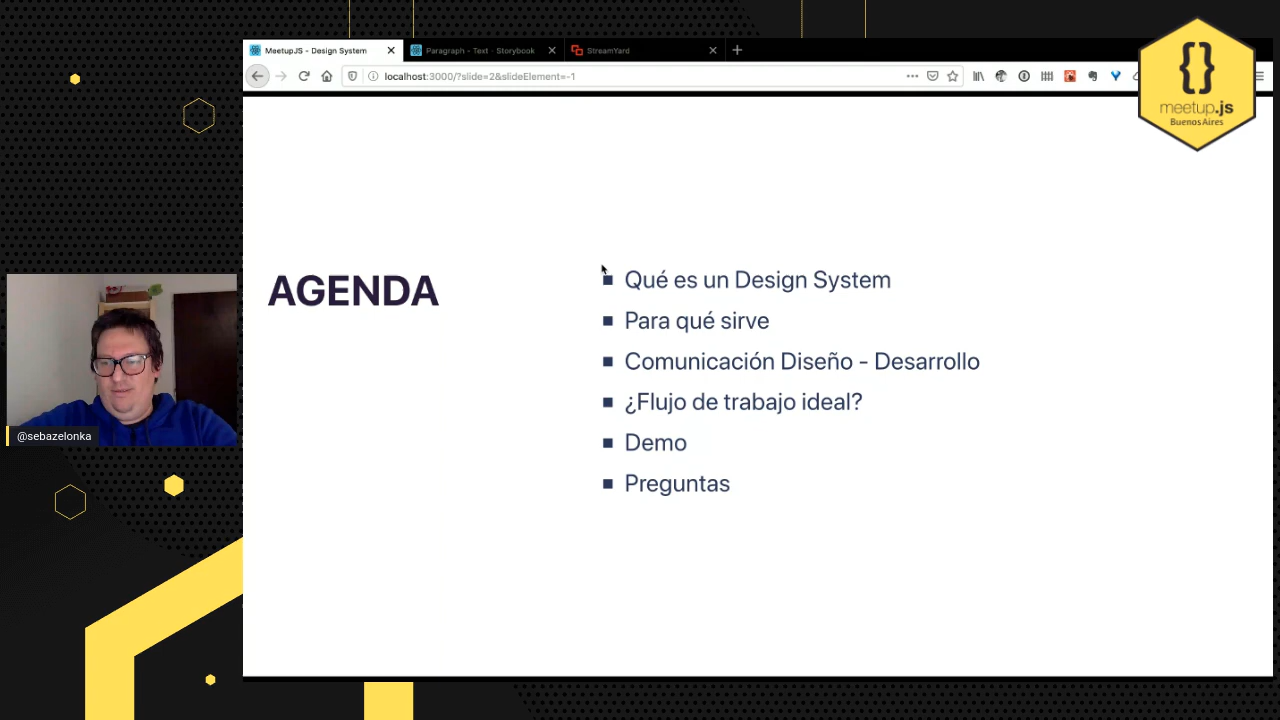 MeetupJS - Design System
Paragraph - Text · Storybook
StreamYard
localhost:3000/?slide=2&slideElement=-1
{}
meetup.js
Buenos Aires
AGENDA
Qué es un Design System
Para qué sirve
Comunicación Diseño - Desarrollo
¿Flujo de trabajo ideal?
Demo
Preguntas
@sebazelonka